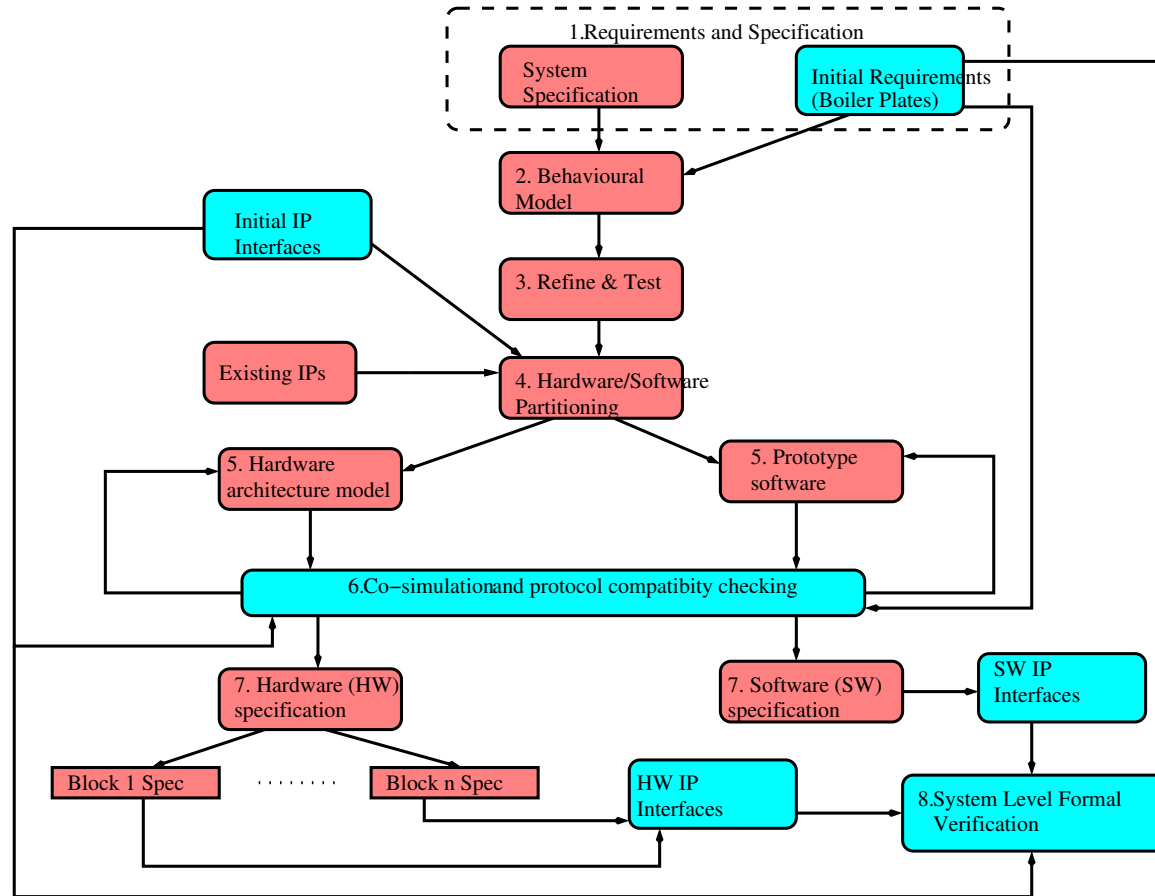 1.Requirements and Specification
System
Specification
Initial Requirements
(Boiler Plates)
2. Behavioural
Model
Initial IP
Interfaces
3. Refine & Test
Existing IPs
4. Hardware/Software
Partitioning
5. Hardware
architecture model
5. Prototype
software
6.Co−simulationand protocol compatibity checking
7. Hardware (HW)
specification
7. Software (SW)
specification
SW IP
Interfaces
Block 1 Spec
Block n Spec
HW IP
Interfaces
8.System Level Formal
Verification